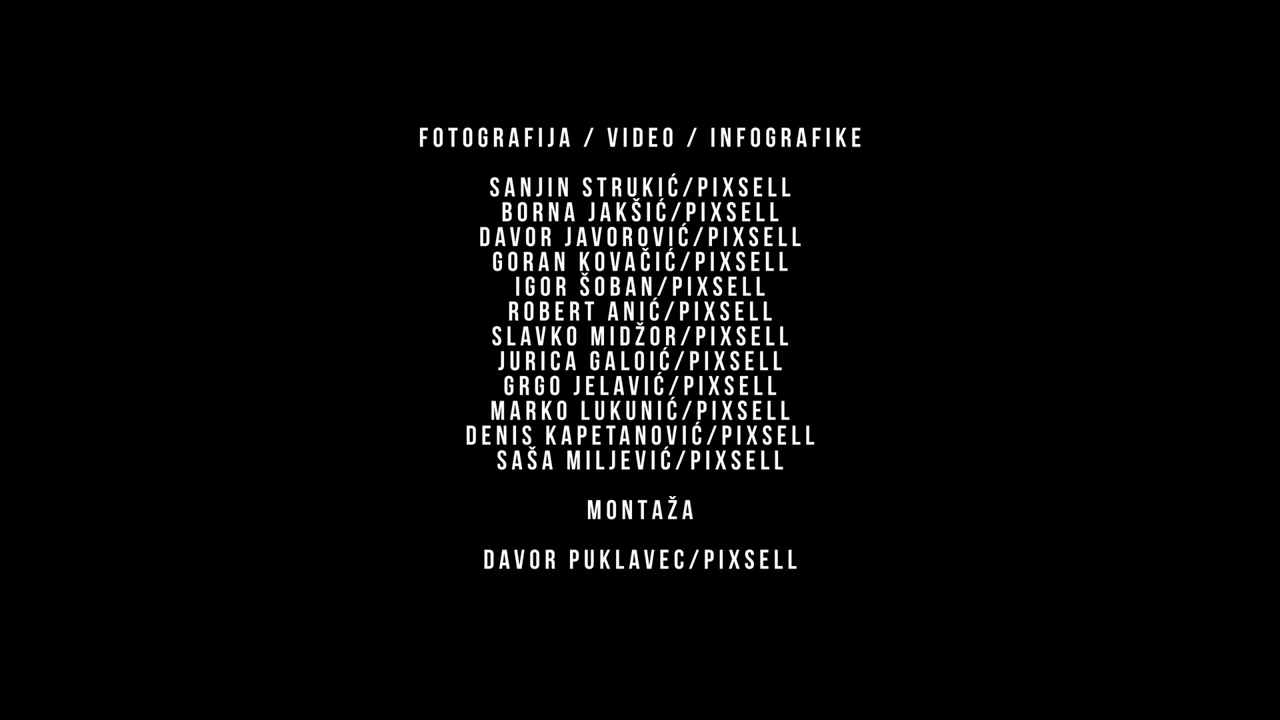 FOTOGRAFIJA / VIDEO / INFOGRAFIKE
SANJIN STRUKIĆ/PIXSELL
BORNA JAKŠIĆ/PIXSELL
DAVOR JAVOROVIĆ/PIXSELL
GORAN KOVAČIĆ/PIXSELL
IGOR ŠOBAN/PIXSELL
ROBERT ANIĆ/PIXSELL
SLAVKO MIDŽOR/PIXSELL
JURICA GALOIĆ/PIXSELL
GRGO JELAVIĆ/PIXSELL
MARKO LUKUNIĆ/PIXSELL
DENIS KAPETANOVIĆ/PIXSELL
SAŠA MILJEVIĆ/PIXSELL
MONTAŽA
DAVOR PUKLAVEC/PIXSELL